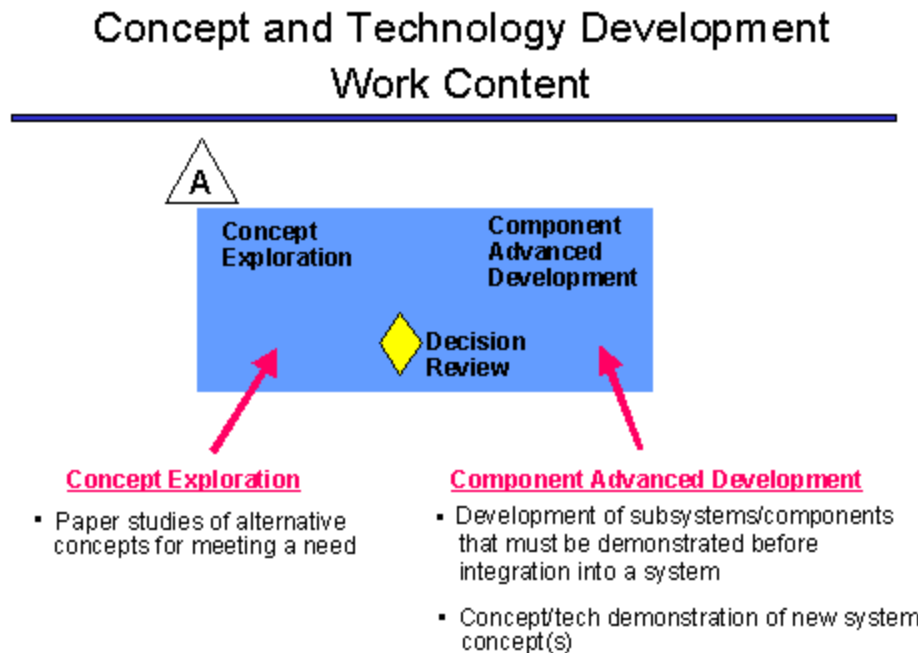 Concept and Technology Development
Work Content
A
Concept
Exploration
Component
Advanced
Development
Decision
Review
Concept Exploration
▪ Paper studies of alternative
concepts for meeting a need
Component Advanced Development
▪ Development of subsystems/components
that must be demonstrated before
integration into a system
▪ Concept/tech demonstration of new system
concept(s)